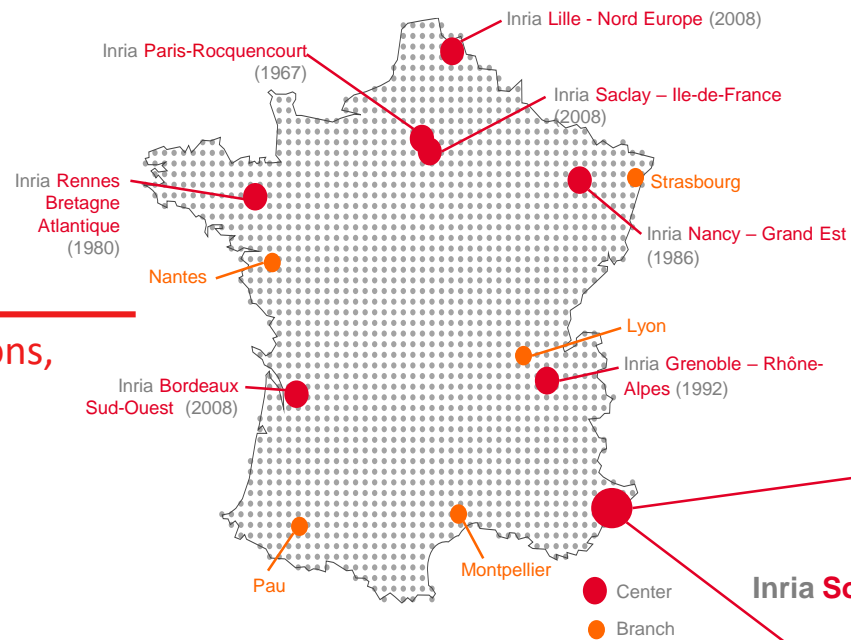 Inria Lille - Nord Europe (2008)
Inria Paris-Rocquencourt
(1967)
Inria Saclay – Ile-de-France
(2008)
Inria Rennes
Bretagne
Atlantique
(1980)
Strasbourg
Inria Nancy – Grand Est
(1986)
Nantes
ons,
Lyon
Inria Grenoble – Rhône-
Alpes (1992)
Inria Bordeaux
Sud-Ouest (2008)
Pau
Montpellier
Center
Branch
Inria